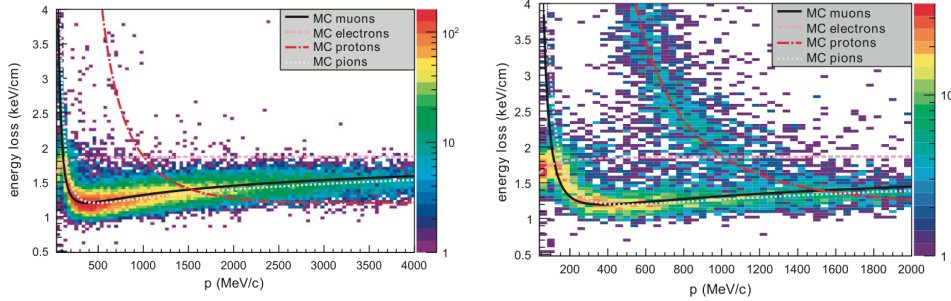 4
3.5
3
2.5
2
1.5
1
0.5
energy loss (keV/cm)
500 1000 1500 2000 2500 3000 3500 4000
p (MeV/c)
MC muons
MC electrons
MC protons
MC pions
10²
10
1
4
3.5
3
2.5
2
1.5
1
0.5
energy loss (keV/cm)
200 400 600 800 1000 1200 1400 1600 1800 2000
p (MeV/c)
MC muons
MC electrons
MC protons
MC pions
10
1